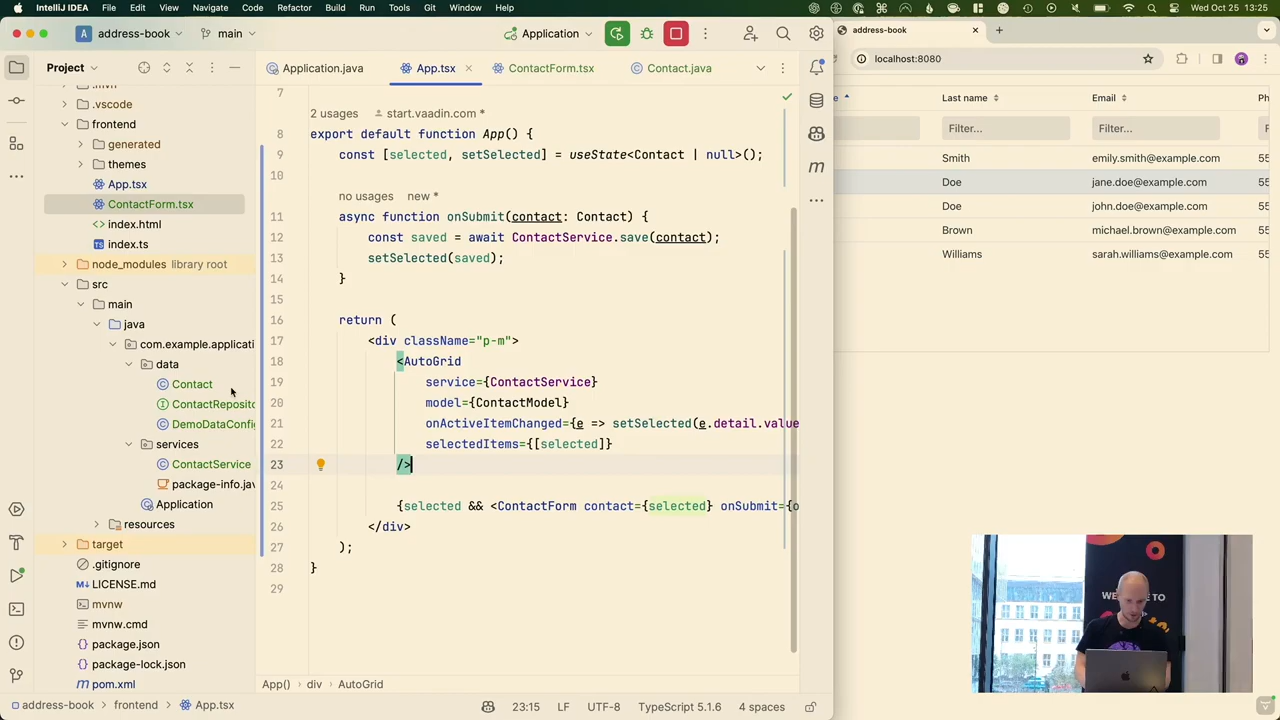 IntelliJ IDEA File Edit View Navigate Code Refactor Build Run Tools Git Window Help
Wed Oct 25 13:25
address-book main Application
address-book
localhost:8080
Project
Application.java App.tsx ContactForm.tsx Contact.java
.mvn
.vscode
frontend
generated
themes
App.tsx
ContactForm.tsx
index.html
index.ts
node_modules library root
src
main
java
com.example.applicati
data
Contact
ContactReposito
DemoDataConfig
services
ContactService
package-info.jav
Application
resources
target
.gitignore
LICENSE.md
mvnw
mvnw.cmd
package.json
package-lock.json
pom.xml
7
2 usages start.vaadin.com *
8 export default function App() {
9 const [selected, setSelected] = useState<Contact | null>();
10
no usages new *
11 async function onSubmit(contact: Contact) {
12 const saved = await ContactService.save(contact);
13 setSelected(saved);
14 }
15
16 return (
17 <div className="p-m">
18 <AutoGrid
19 service={ContactService}
20 model={ContactModel}
21 onActiveItemChanged={e => setSelected(e.detail.value
22 selectedItems={[selected]}
23 />
24
25 {selected && <ContactForm contact={selected} onSubmit={o
26 </div>
27 );
28 }
29
App() div AutoGrid
address-book frontend App.tsx
23:15 LF UTF-8 TypeScript 5.1.6 4 spaces
e Last name Email Ph
Filter... Filter...
Smith emily.smith@example.com 55
Doe jane.doe@example.com 55
Doe john.doe@example.com 55
Brown michael.brown@example.com 55
Williams sarah.williams@example.com 55